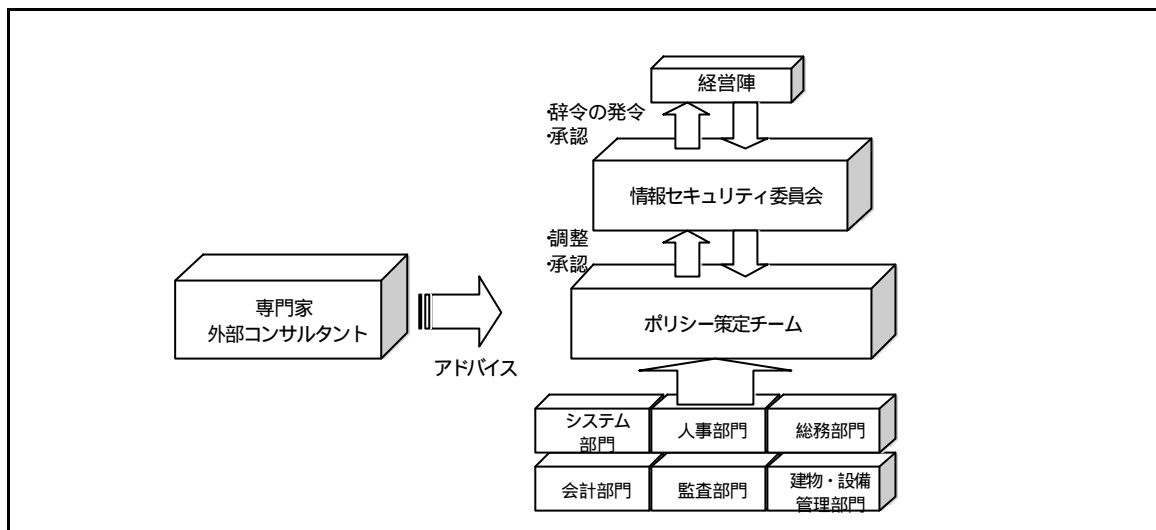 経営陣
・辞令の発令
・承認
情報セキュリティ委員会
・調整
・承認
専門家
外部コンサルタント
アドバイス
ポリシー策定チーム
システム
部門
人事部門
総務部門
会計部門
監査部門
建物・設備
管理部門